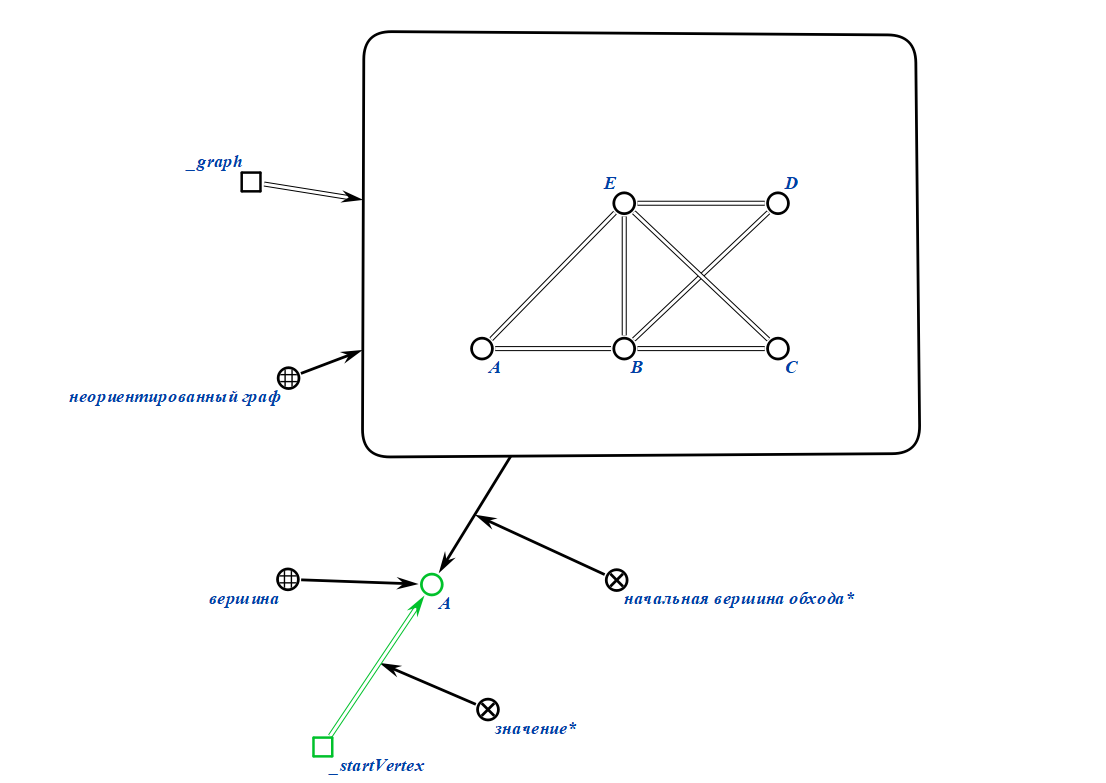 _graph
E
D
A
B
C
неориентированный граф
вершина
A
начальная вершина обхода*
значение*
_startVertex